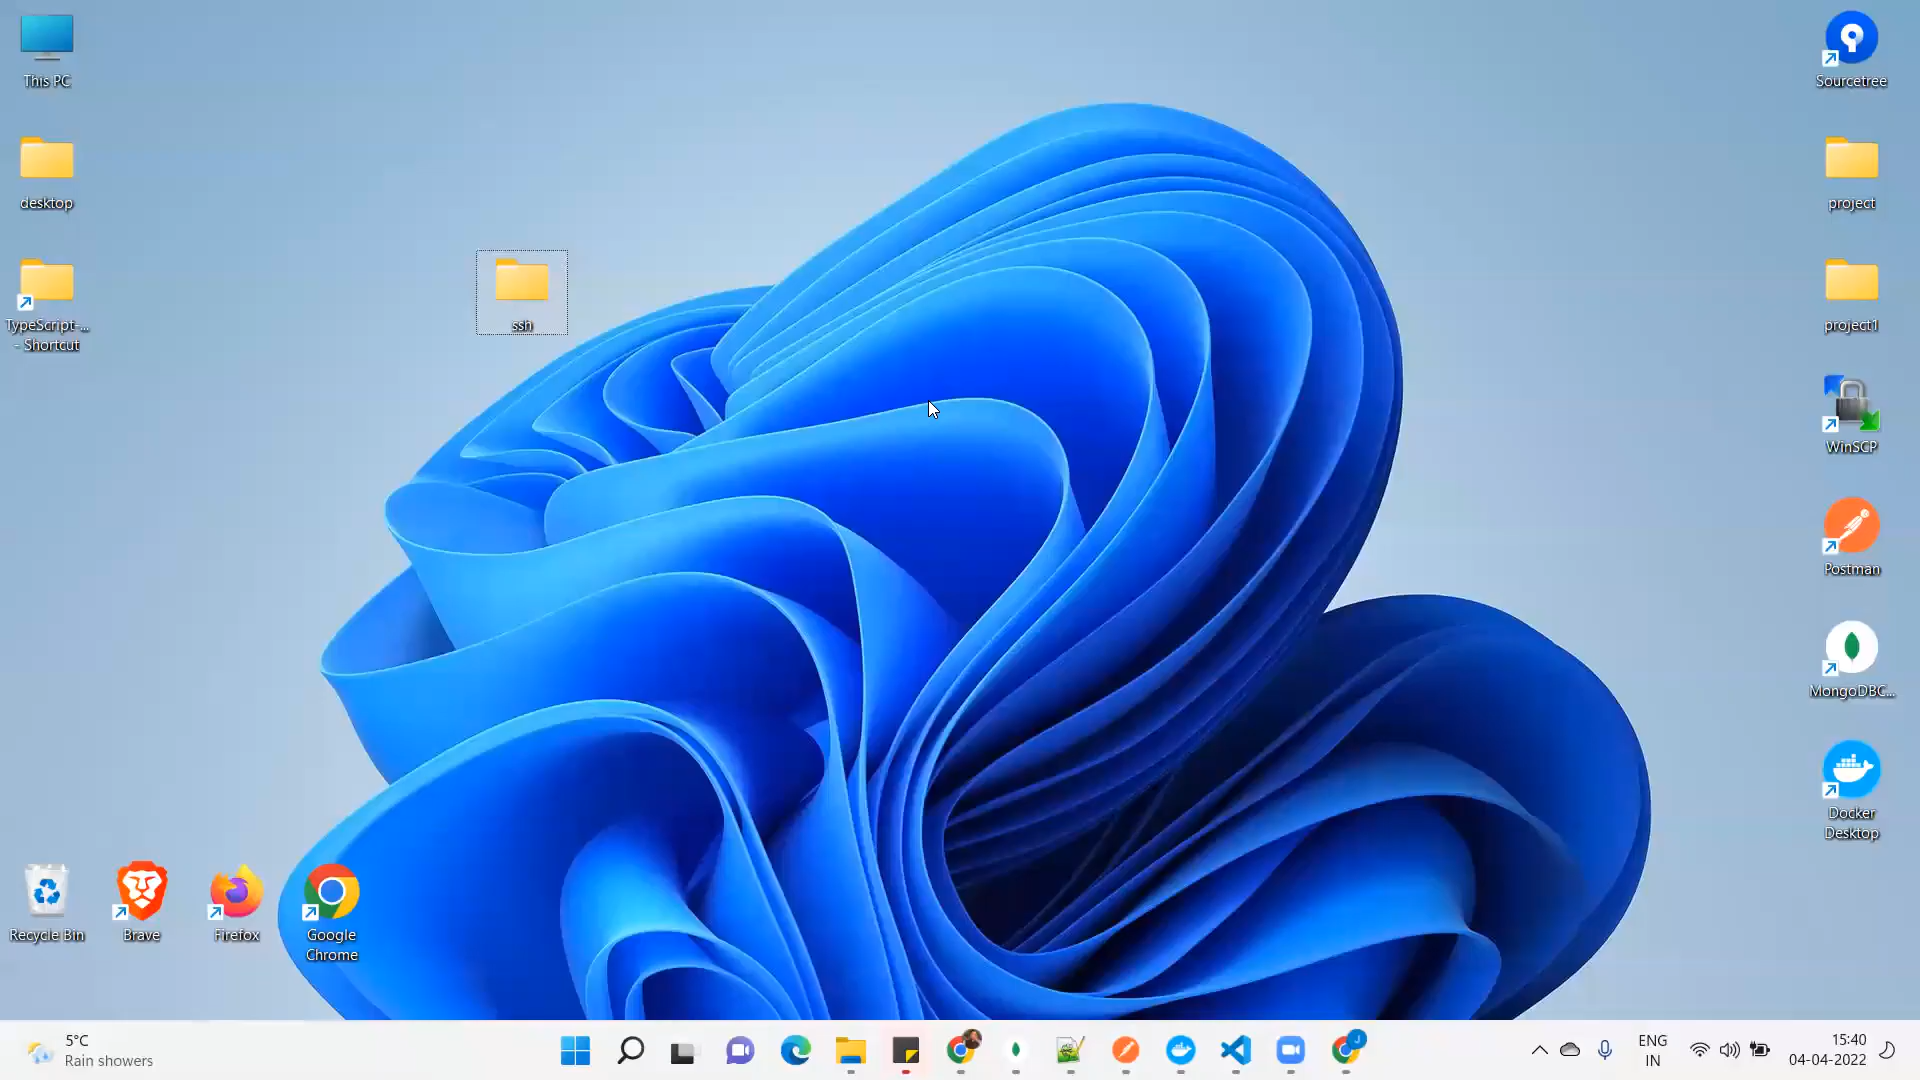 This PC
desktop
TypeScript-...
- Shortcut
ssh
Sourcetree
project
project1
WinSCP
Postman
MongoDBC...
Docker
Desktop
Recycle Bin
Brave
Firefox
Google
Chrome
5°C
Rain showers
J
ENG
IN
15:40
04-04-2022